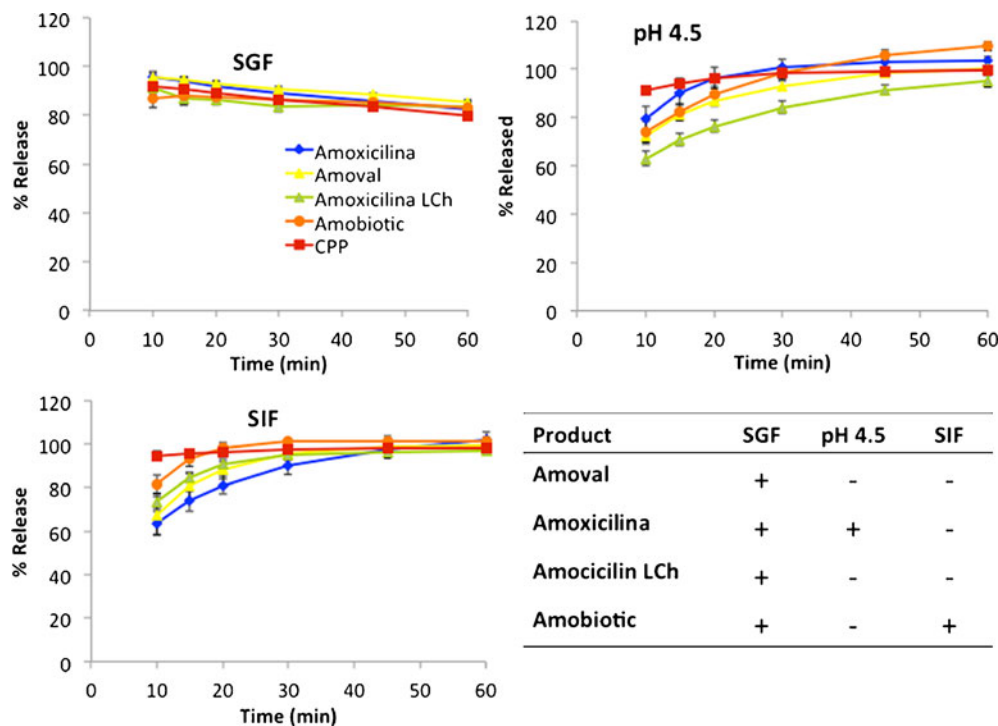 SGF
% Release
120
100
80
60
40
20
0
Amoxicilina
Amoval
Amoxicilina LCh
Amobiotic
CPP
0 10 20 30 40 50 60
Time (min)
pH 4.5
% Released
120
100
80
60
40
20
0
0 20 40 60
Time (min)
SIF
% Release
120
100
80
60
40
20
0
0 10 20 30 40 50 60
Time (min)
Product SGF pH 4.5 SIF
Amoval + - -
Amoxicilina + + -
Amocicilin LCh + - -
Amobiotic + - +